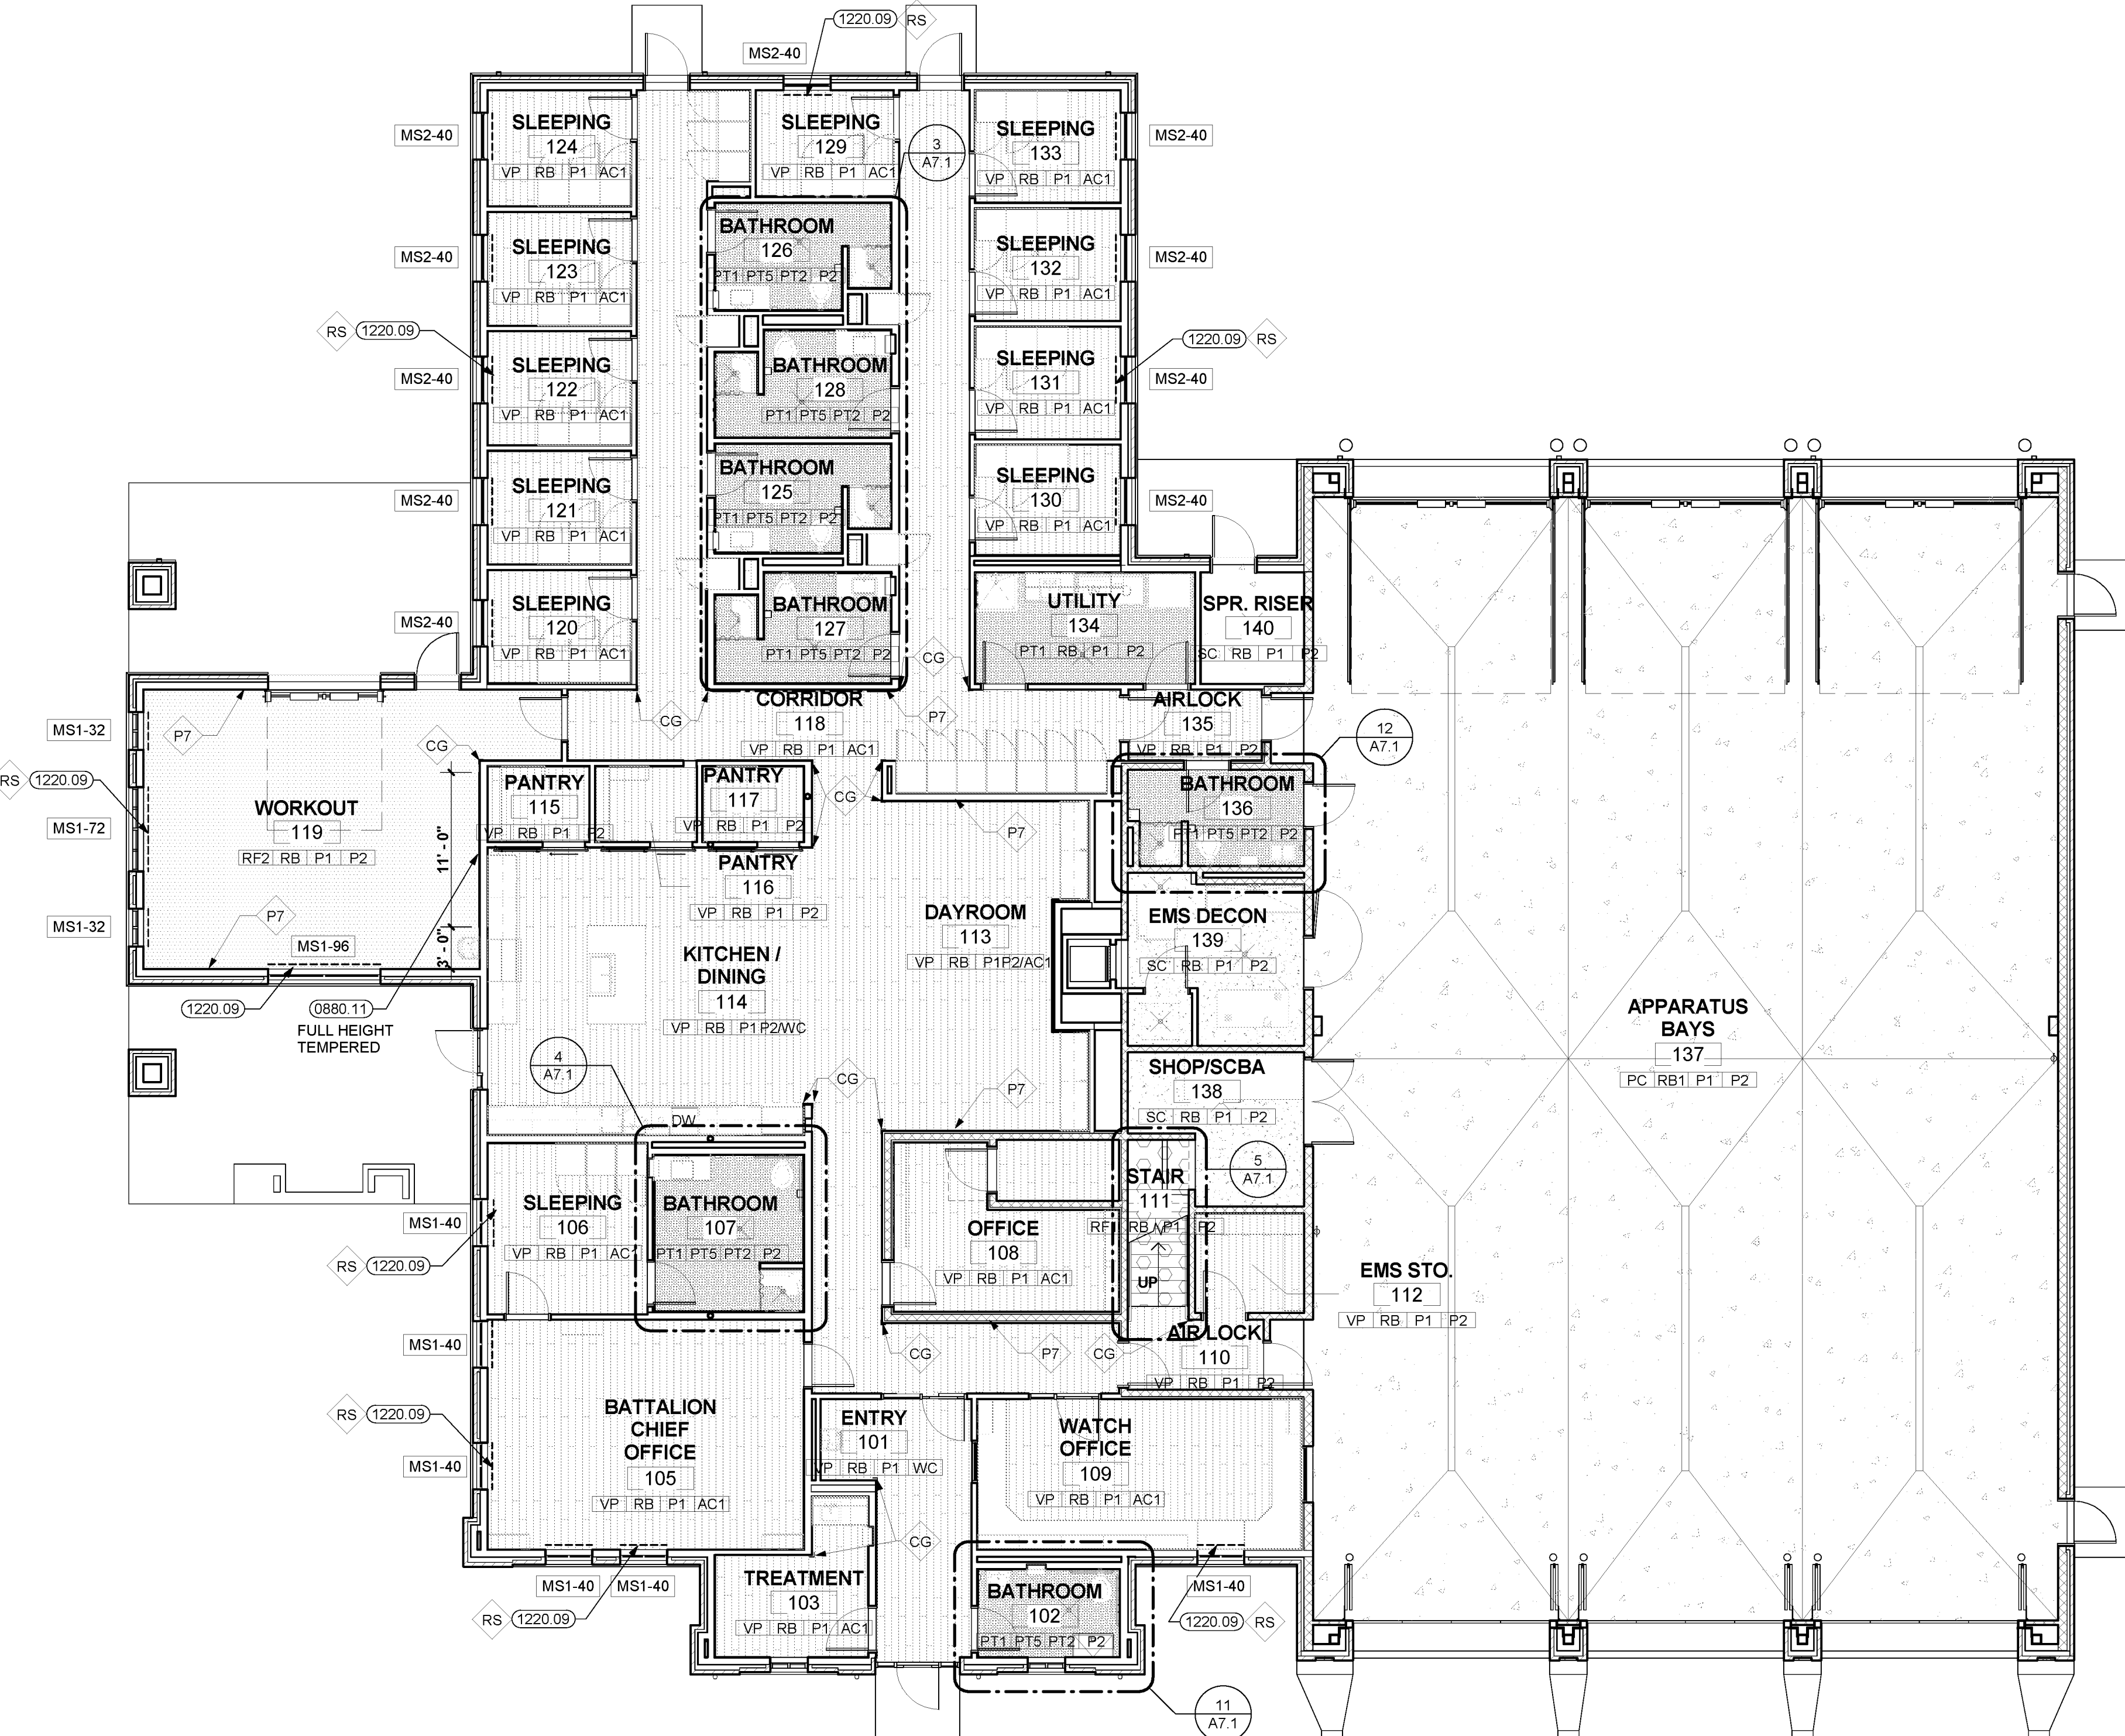 1220.09 RS
MS2-40
SLEEPING
124
VP RB P1 AC1
MS2-40
SLEEPING
129
VP RB P1 AC1
3
A7.1
SLEEPING
133
VP RB P1 AC1
MS2-40
SLEEPING
123
VP RB P1 AC1
MS2-40
BATHROOM
126
PT1 PT5 PT2 P2
SLEEPING
132
VP RB P1 AC1
MS2-40
RS 1220.09
SLEEPING
122
VP RB P1 AC1
MS2-40
BATHROOM
128
PT1 PT5 PT2 P2
SLEEPING
131
VP RB P1 AC1
1220.09 RS
MS2-40
SLEEPING
121
VP RB P1 AC1
MS2-40
BATHROOM
125
PT1 PT5 PT2 P2
SLEEPING
130
VP RB P1 AC1
MS2-40
SLEEPING
120
VP RB P1 AC1
MS2-40
BATHROOM
127
PT1 PT5 PT2 P2
CG
UTILITY
134
PT1 RB P1 P2
SPR. RISER
140
SC RB P1 P2
MS1-32
P7
CG
CG
CORRIDOR
118
VP RB P1 AC1
P7
AIRLOCK
135
VP RB P1 P2
12
A7.1
RS 1220.09
WORKOUT
119
RF2 RB P1 P2
MS1-72
MS1-32
P7
MS1-96
11' - 0"
3' - 0"
1220.09
0880.11
FULL HEIGHT
TEMPERED
PANTRY
115
VP RB P1 P2
PANTRY
117
VP RB P1 P2
CG
P7
BATHROOM
136
PT1 PT5 PT2 P2
PANTRY
116
VP RB P1 P2
DAYROOM
113
VP RB P1 P2/AC1
EMS DECON
139
SC RB P1 P2
KITCHEN /
DINING
114
VP RB P1 P2/WC
APPARATUS
BAYS
137
PC RB1 P1 P2
4
A7.1
CG
P7
SHOP/SCBA
138
SC RB P1 P2
DW
5
A7.1
MS1-40
SLEEPING
106
VP RB P1 AC1
RS 1220.09
BATHROOM
107
PT1 PT5 PT2 P2
OFFICE
108
VP RB P1 AC1
STAIR
111
RF RB P1 P2
UP
EMS STO.
112
VP RB P1 P2
MS1-40
CG
P7
CG
AIR LOCK
110
VP RB P1 P2
RS 1220.09
MS1-40
BATTALION
CHIEF
OFFICE
105
VP RB P1 AC1
ENTRY
101
VP RB P1 WC
WATCH
OFFICE
109
VP RB P1 AC1
CG
MS1-40
MS1-40
RS 1220.09
TREATMENT
103
VP RB P1 AC1
BATHROOM
102
PT1 PT5 PT2 P2
MS1-40
1220.09 RS
11
A7.1